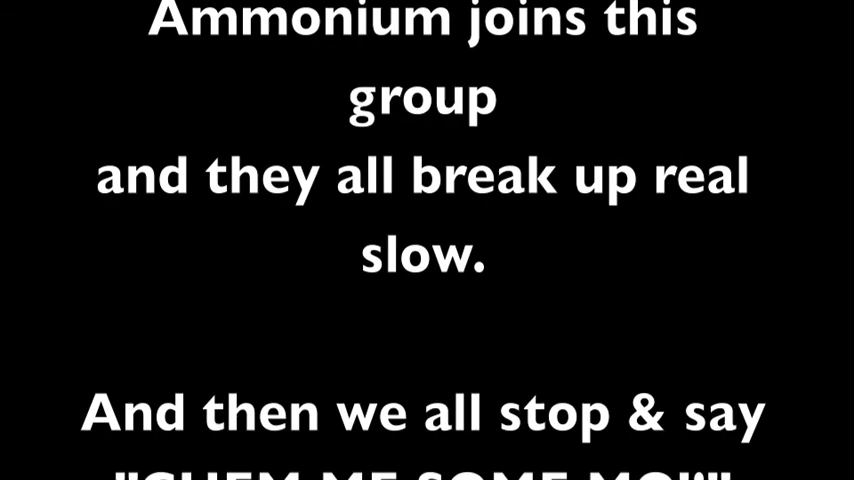 Ammonium joins this
group
and they all break up real
slow.
And then we all stop & say
"CHEM ME SOME MO'"